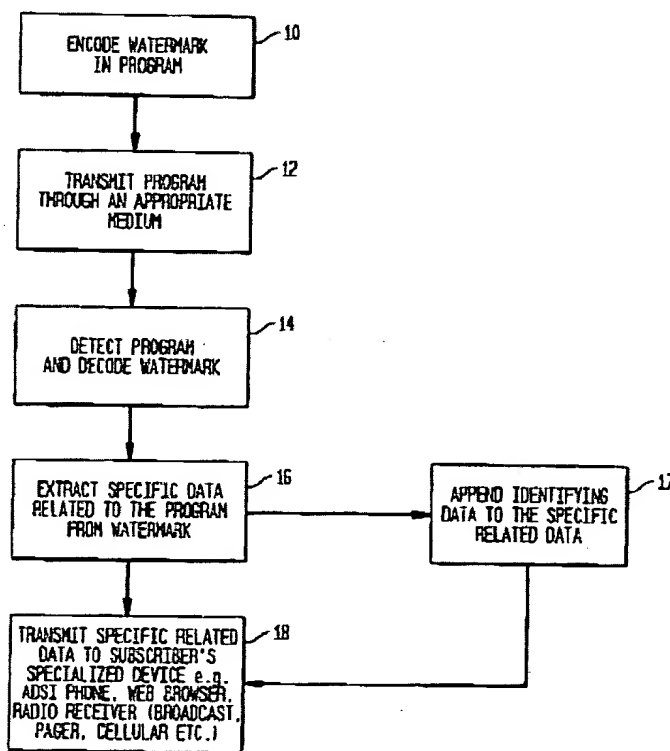 ENCODE WATERMARK
IN PROGRAM
10
TRANSMIT PROGRAM
THROUGH AN APPROPRIATE
MEDIUM
12
DETECT PROGRAM
AND DECODE WATERMARK
14
EXTRACT SPECIFIC DATA
RELATED TO THE PROGRAM
FROM WATERMARK
16
APPEND IDENTIFYING
DATA TO THE SPECIFIC
RELATED DATA
17
TRANSMIT SPECIFIC RELATED
DATA TO SUBSCRIBER'S
SPECIALIZED DEVICE e.g.
ADSI PHONE, WEB BROWSER,
RADIO RECEIVER (BROADCAST,
PAGER, CELLULAR ETC.)
18